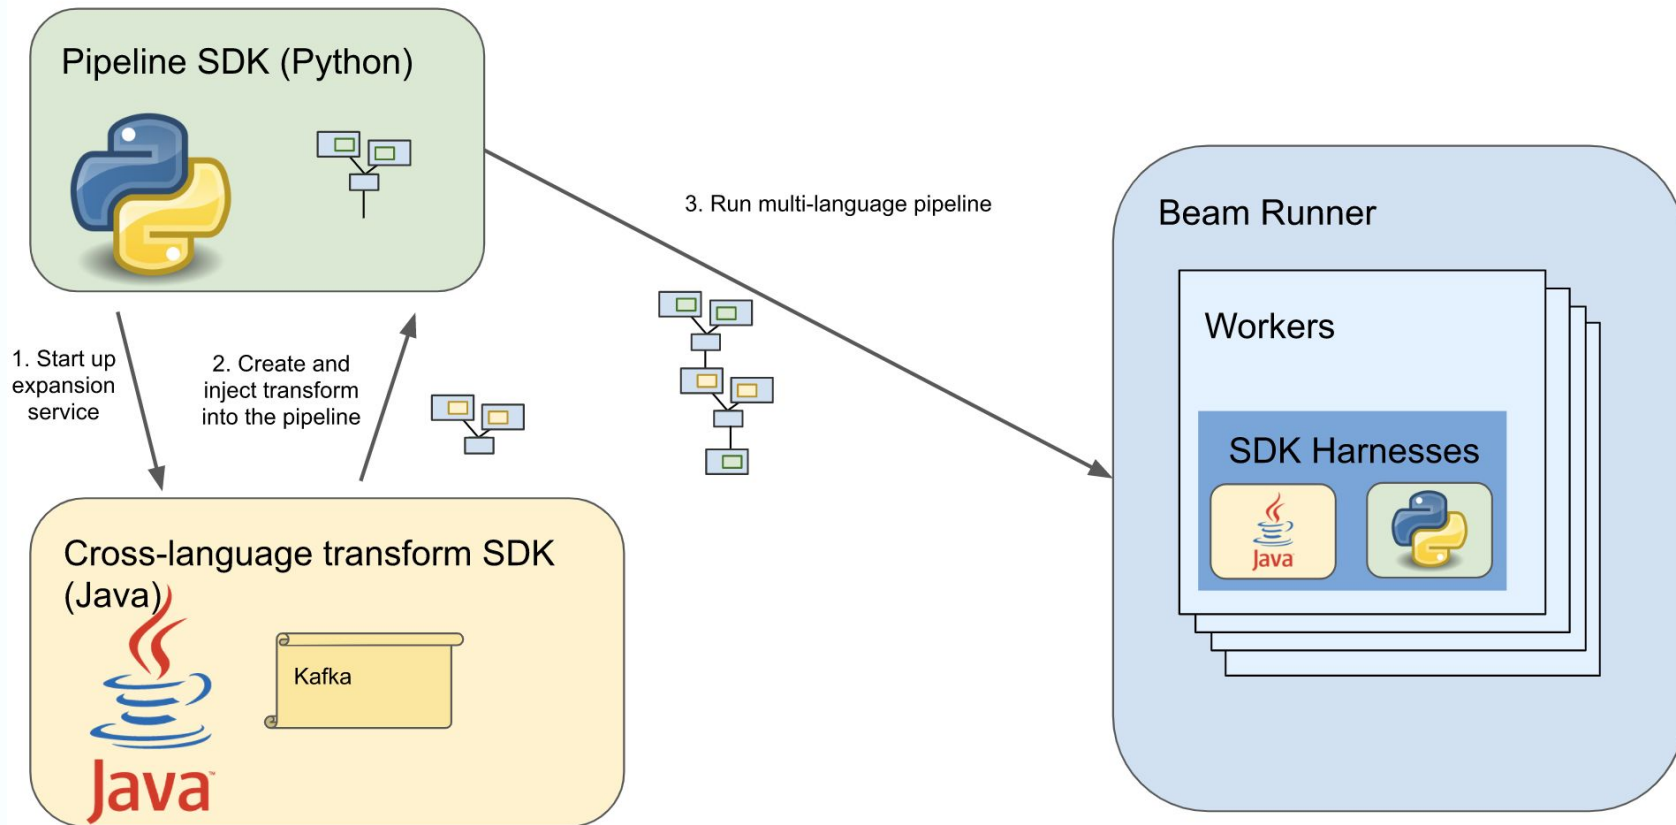 Pipeline SDK (Python)
3. Run multi-language pipeline
Beam Runner
Workers
1. Start up
expansion
service
2. Create and
inject transform
into the pipeline
SDK Harnesses
Java
Cross-language transform SDK
(Java)
Kafka
Java™